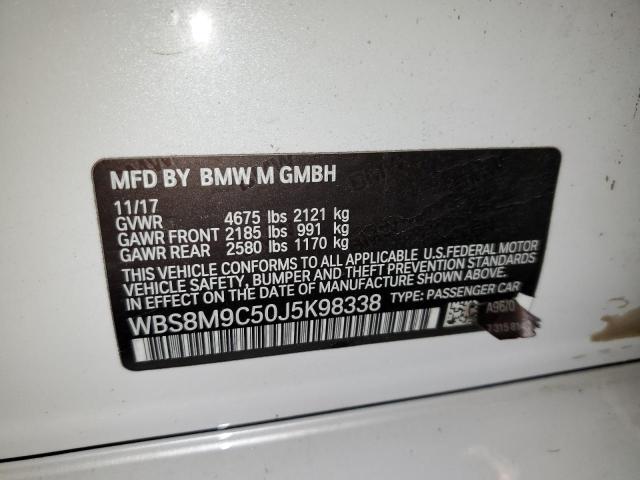 MFD BY BMW M GMBH
11/17
GVWR 4675 lbs 2121 kg
GAWR FRONT 2185 lbs 991 kg
GAWR REAR 2580 lbs 1170 kg
THIS VEHICLE CONFORMS TO ALL APPLICABLE U.S.FEDERAL MOTOR
VEHICLE SAFETY, BUMPER AND THEFT PREVENTION STANDARDS
IN EFFECT ON THE DATE OF MANUFACTURE SHOWN ABOVE.
WBS8M9C50J5K98338 TYPE: PASSENGER CAR
A96/0